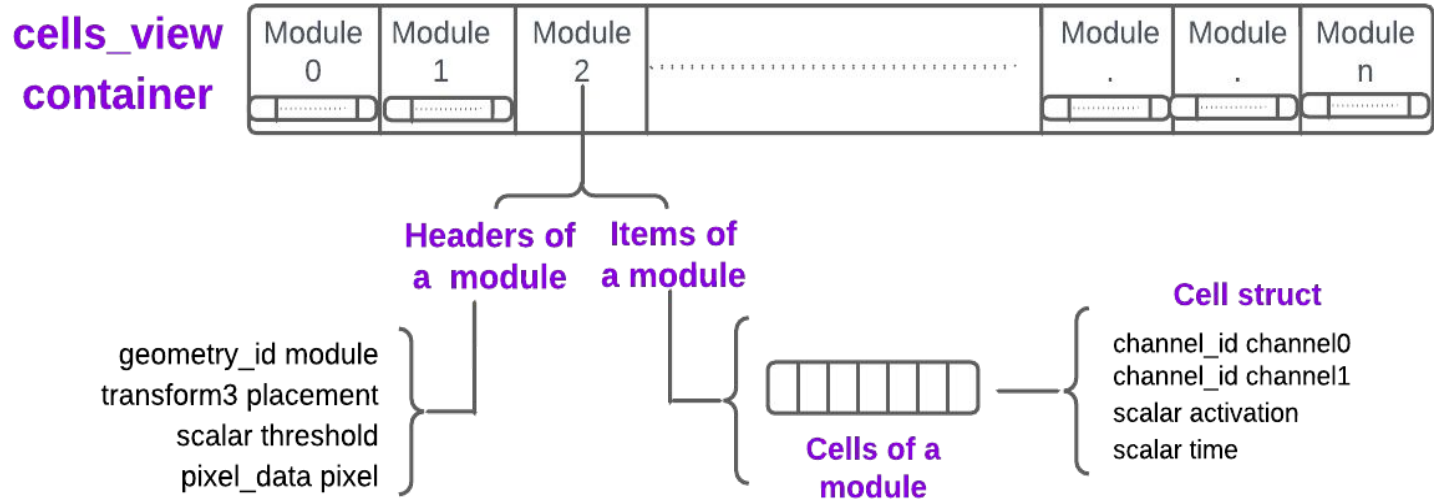 cells_view
container
Module
0
Module
1
Module
2
Module
.
Module
.
Module
n
Headers of
a module
Items of
a module
geometry_id module
transform3 placement
scalar threshold
pixel_data pixel
Cells of a
module
Cell struct
channel_id channel0
channel_id channel1
scalar activation
scalar time